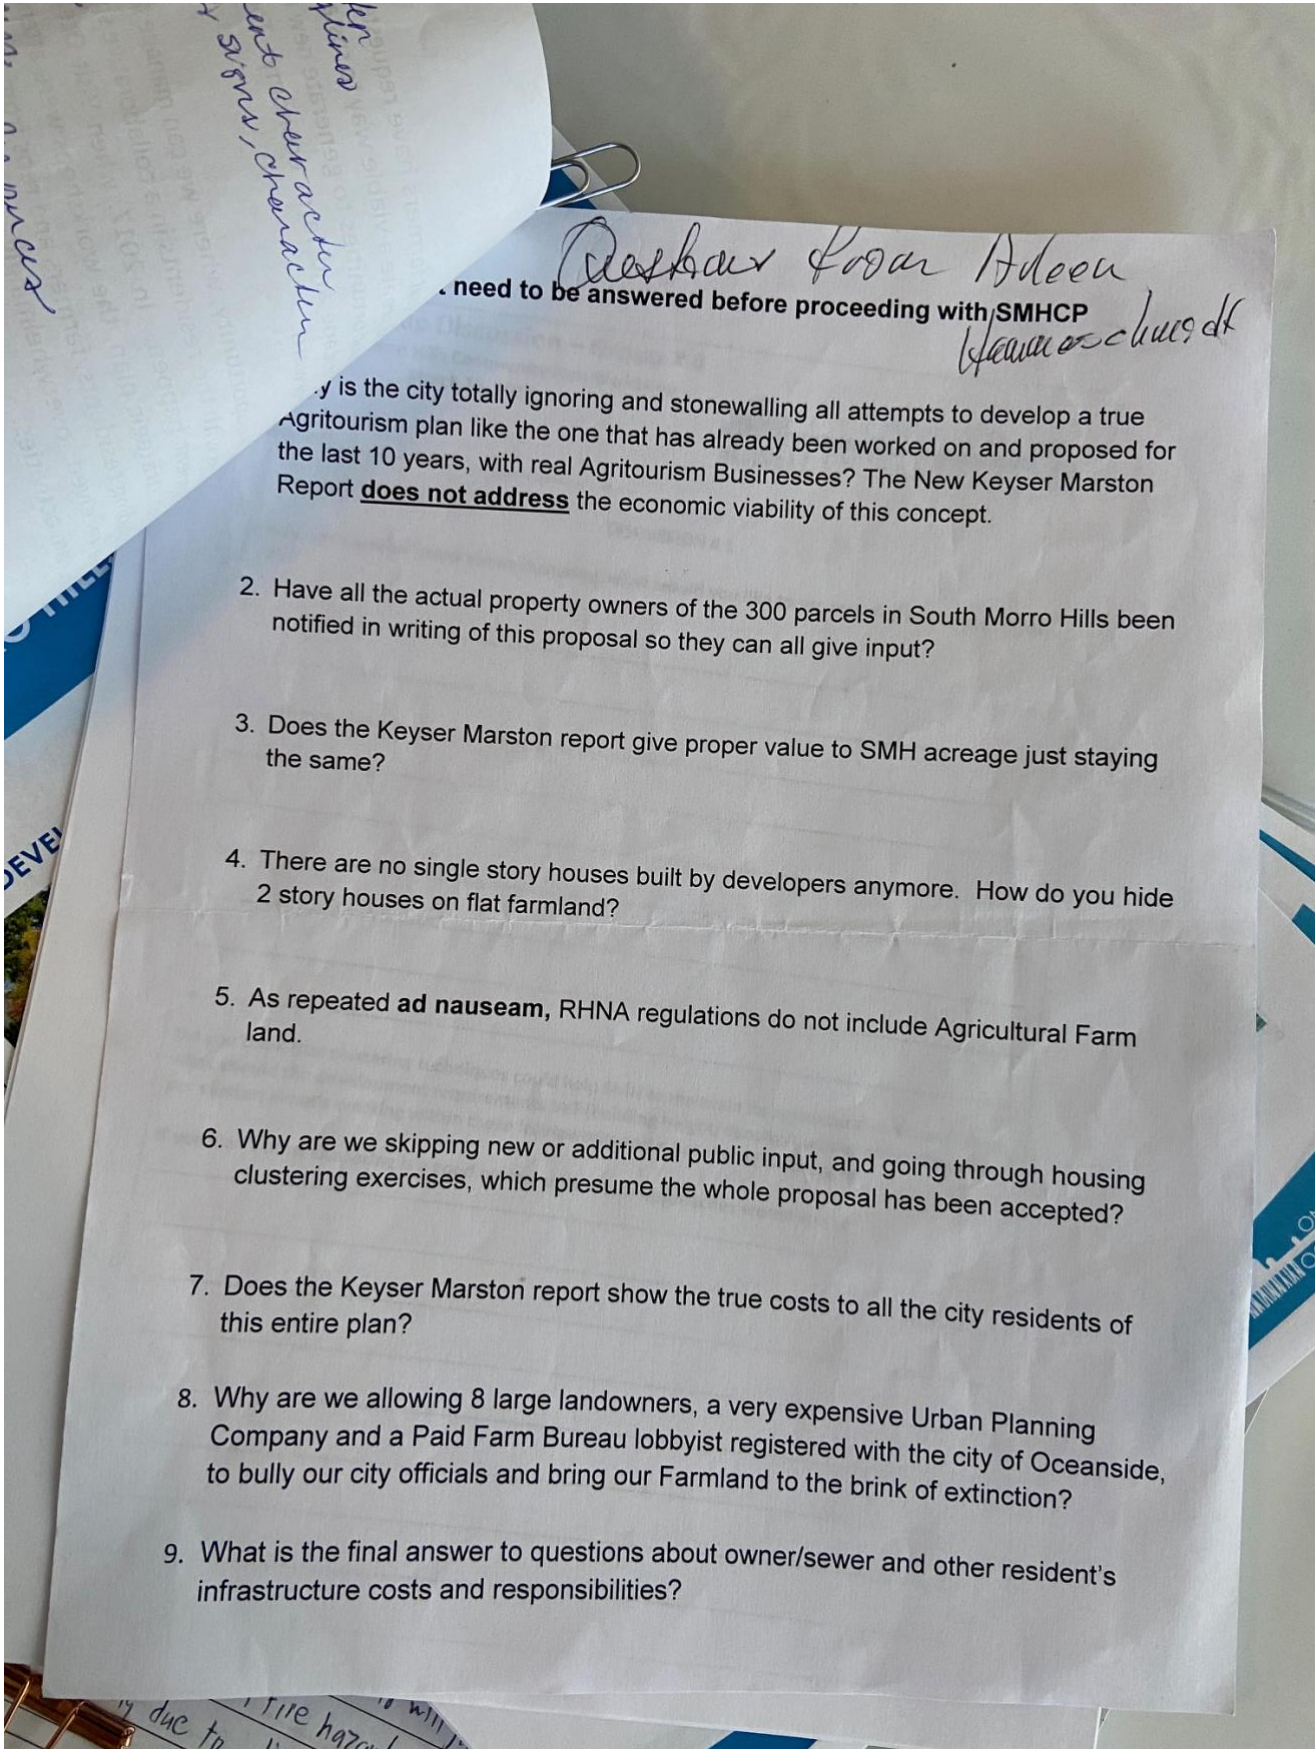 lines
ent character
signs, character
from
. need to be answered before proceeding with SMHCP
y is the city totally ignoring and stonewalling all attempts to develop a true
Agritourism plan like the one that has already been worked on and proposed for
the last 10 years, with real Agritourism Businesses? The New Keyser Marston
Report does not address the economic viability of this concept.
2. Have all the actual property owners of the 300 parcels in South Morro Hills been
notified in writing of this proposal so they can all give input?
3. Does the Keyser Marston report give proper value to SMH acreage just staying
the same?
4. There are no single story houses built by developers anymore. How do you hide
2 story houses on flat farmland?
5. As repeated ad nauseam, RHNA regulations do not include Agricultural Farm
land.
6. Why are we skipping new or additional public input, and going through housing
clustering exercises, which presume the whole proposal has been accepted?
7. Does the Keyser Marston report show the true costs to all the city residents of
this entire plan?
8. Why are we allowing 8 large landowners, a very expensive Urban Planning
Company and a Paid Farm Bureau lobbyist registered with the city of Oceanside,
to bully our city officials and bring our Farmland to the brink of extinction?
9. What is the final answer to questions about owner/sewer and other resident's
infrastructure costs and responsibilities?
DEVE
due to
fire haza
will